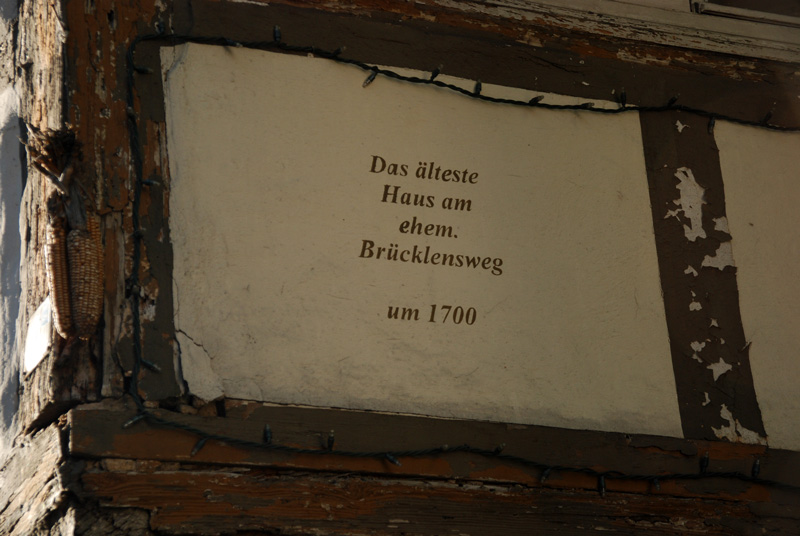 Das älteste
Haus am
ehem.
Brücklensweg
um 1700